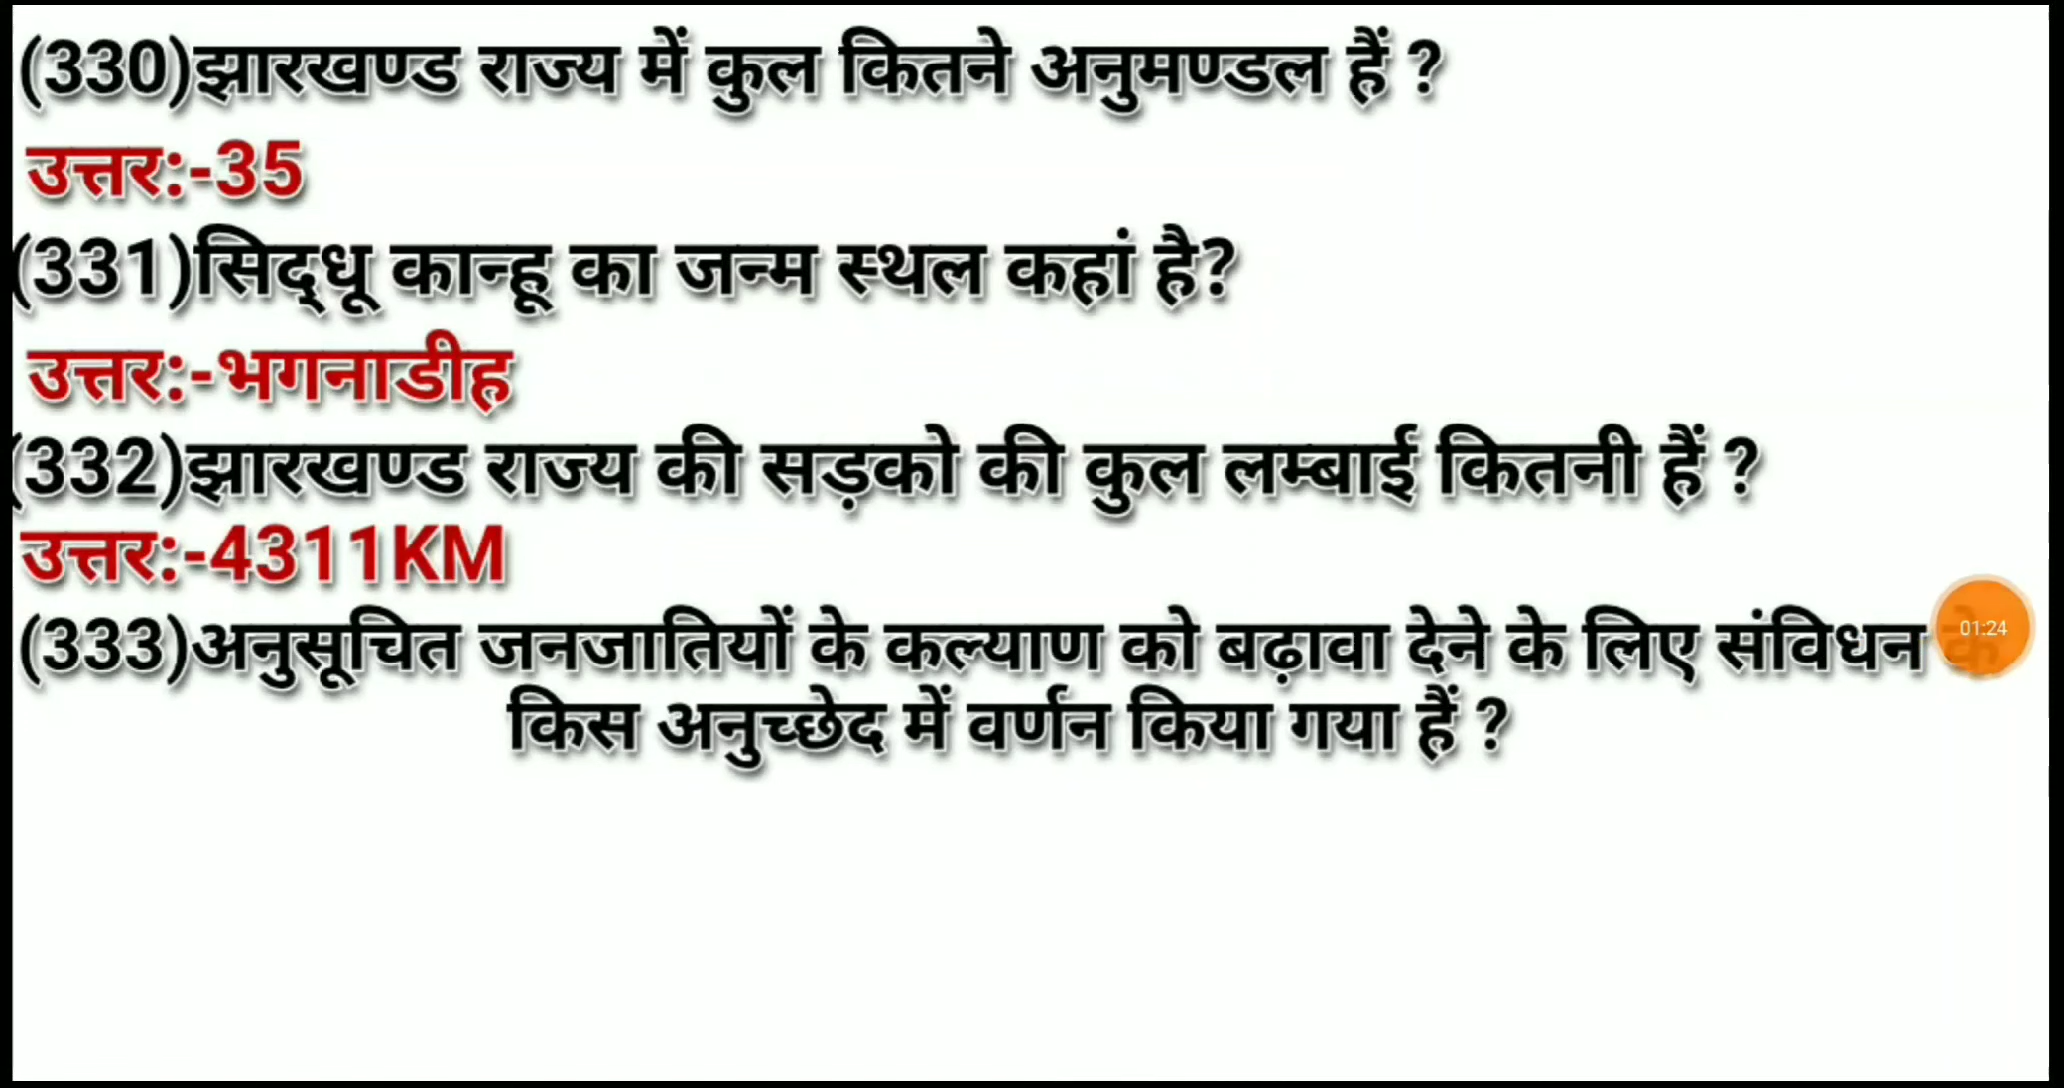 (330)झारखण्ड राज्य में कुल कितने अनुमण्डल हैं ?
उत्तर:-35
(331)सिद्धू कान्हू का जन्म स्थल कहां है?
उत्तर:-भगनाडीह
(332)झारखण्ड राज्य की सड़को की कुल लम्बाई कितनी हैं ?
उत्तर:-4311KM
(333)अनुसूचित जनजातियों के कल्याण को बढ़ावा देने के लिए संविधन के
01:24
किस अनुच्छेद में वर्णन किया गया हैं ?